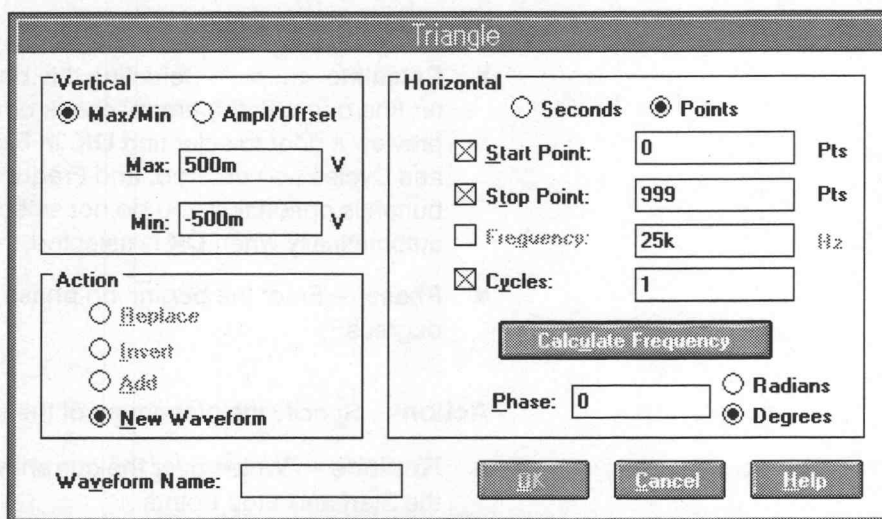 Triangle
Vertical
Max/Min Ampl/Offset
Max: 500m V
Min: -500m V
Action
Replace
Insert
Add
New Waveform
Waveform Name:
Horizontal
Seconds Points
Start Point: 0 Pts
Stop Point: 999 Pts
Frequency: 25k Hz
Cycles: 1
Calculate Frequency
Phase: 0
Radians
Degrees
OK Cancel Help